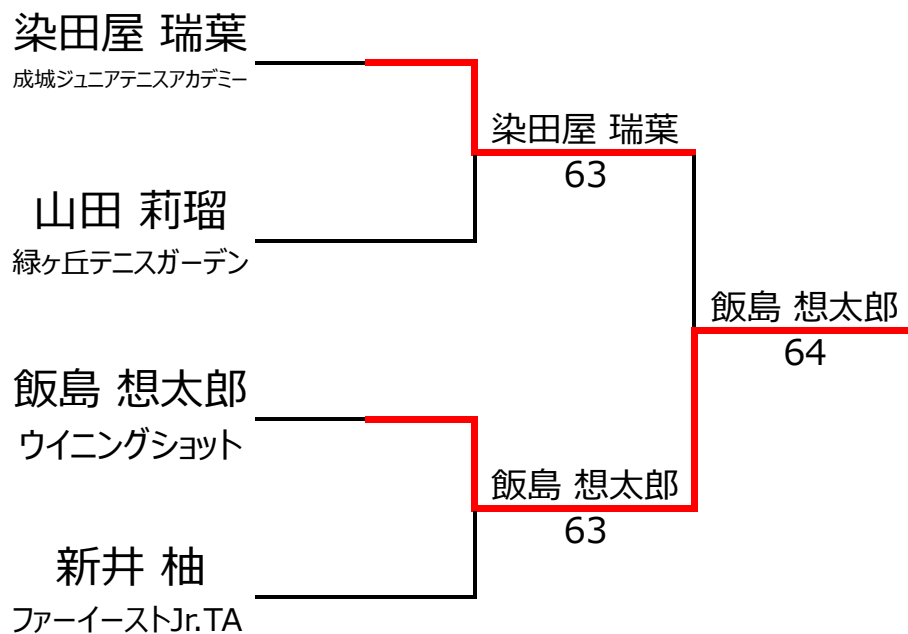 染田屋 瑞葉
成城ジュニアテニスアカデミー
染田屋 瑞葉
63
山田 莉瑠
緑ヶ丘テニスガーデン
飯島 想太郎
64
飯島 想太郎
ウイニングショット
飯島 想太郎
63
新井 柚
ファーイーストJr.TA